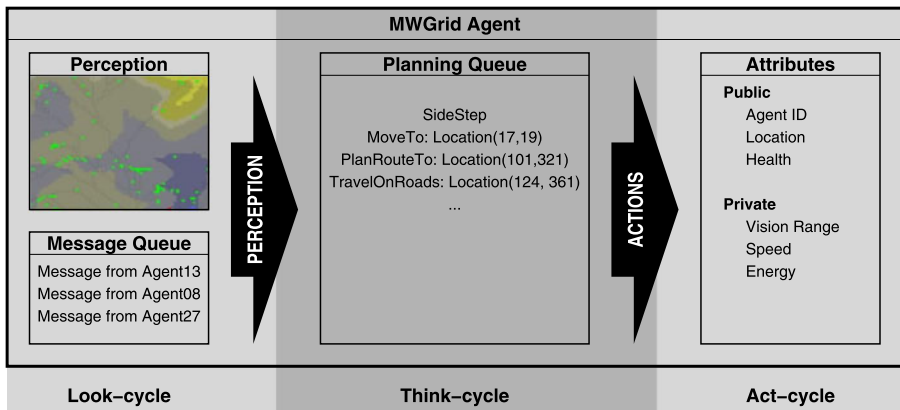 MWGrid Agent
Perception
Message Queue
Message from Agent13
Message from Agent08
Message from Agent27
PERCEPTION
Planning Queue
SideStep
MoveTo: Location(17,19)
PlanRouteTo: Location(101,321)
TravelOnRoads: Location(124, 361)
...
ACTIONS
Attributes
Public
Agent ID
Location
Health
Private
Vision Range
Speed
Energy
Look−cycle
Think−cycle
Act−cycle